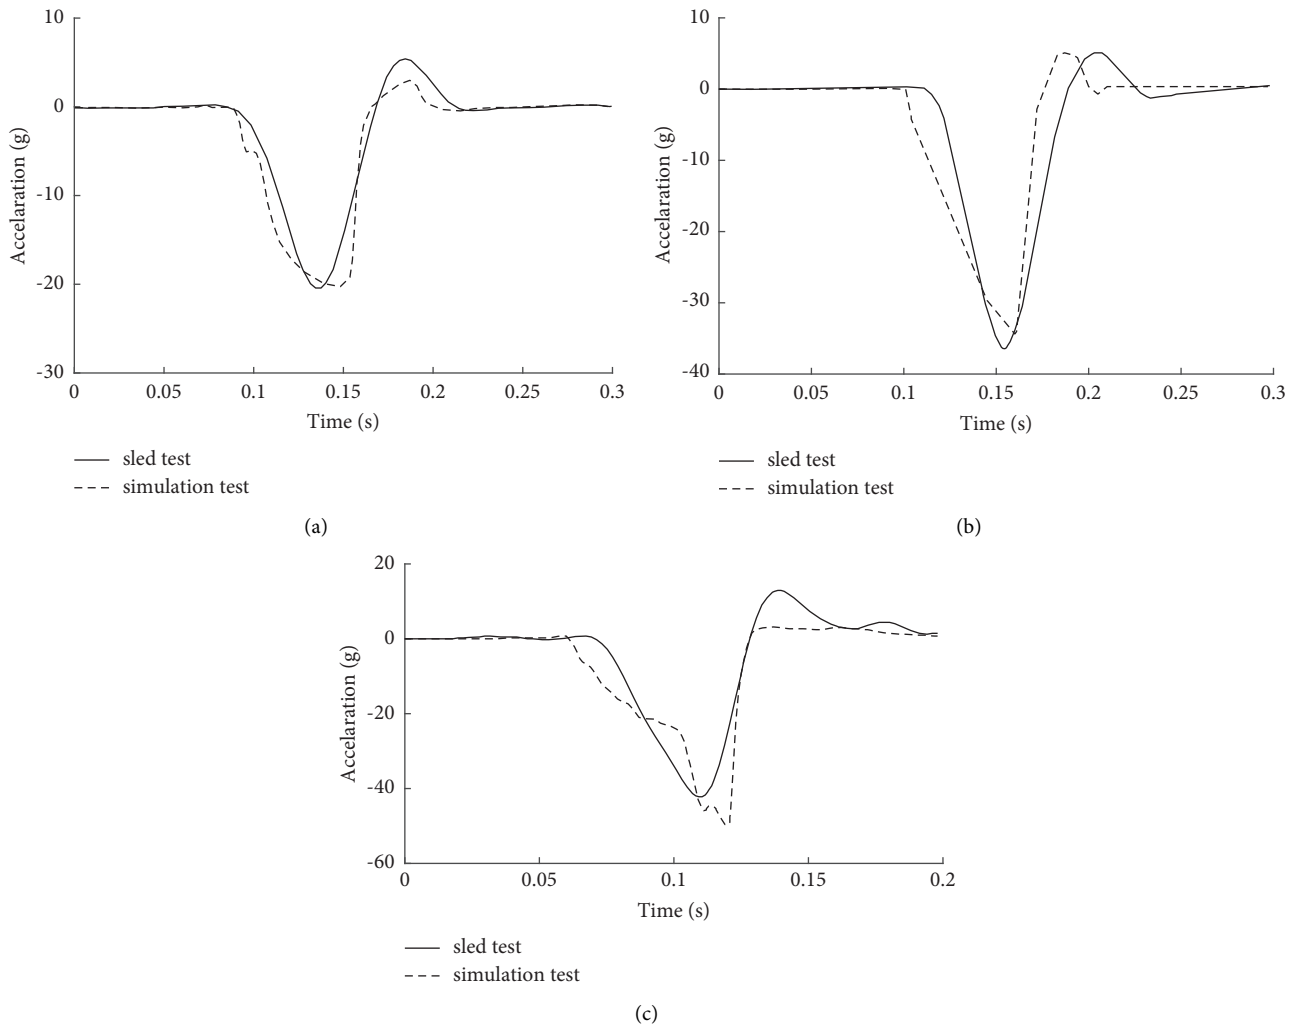 10
0
-10
-20
-30
Accelaration (g)
0
0.05
0.1
0.15
0.2
0.25
0.3
Time (s)
sled test
simulation test
(a)
10
0
-10
-20
-30
-40
Accelaration (g)
0
0.05
0.1
0.15
0.2
0.25
0.3
Time (s)
sled test
simulation test
(b)
20
0
-20
-40
-60
Accelaration (g)
0
0.05
0.1
0.15
0.2
Time (s)
sled test
simulation test
(c)